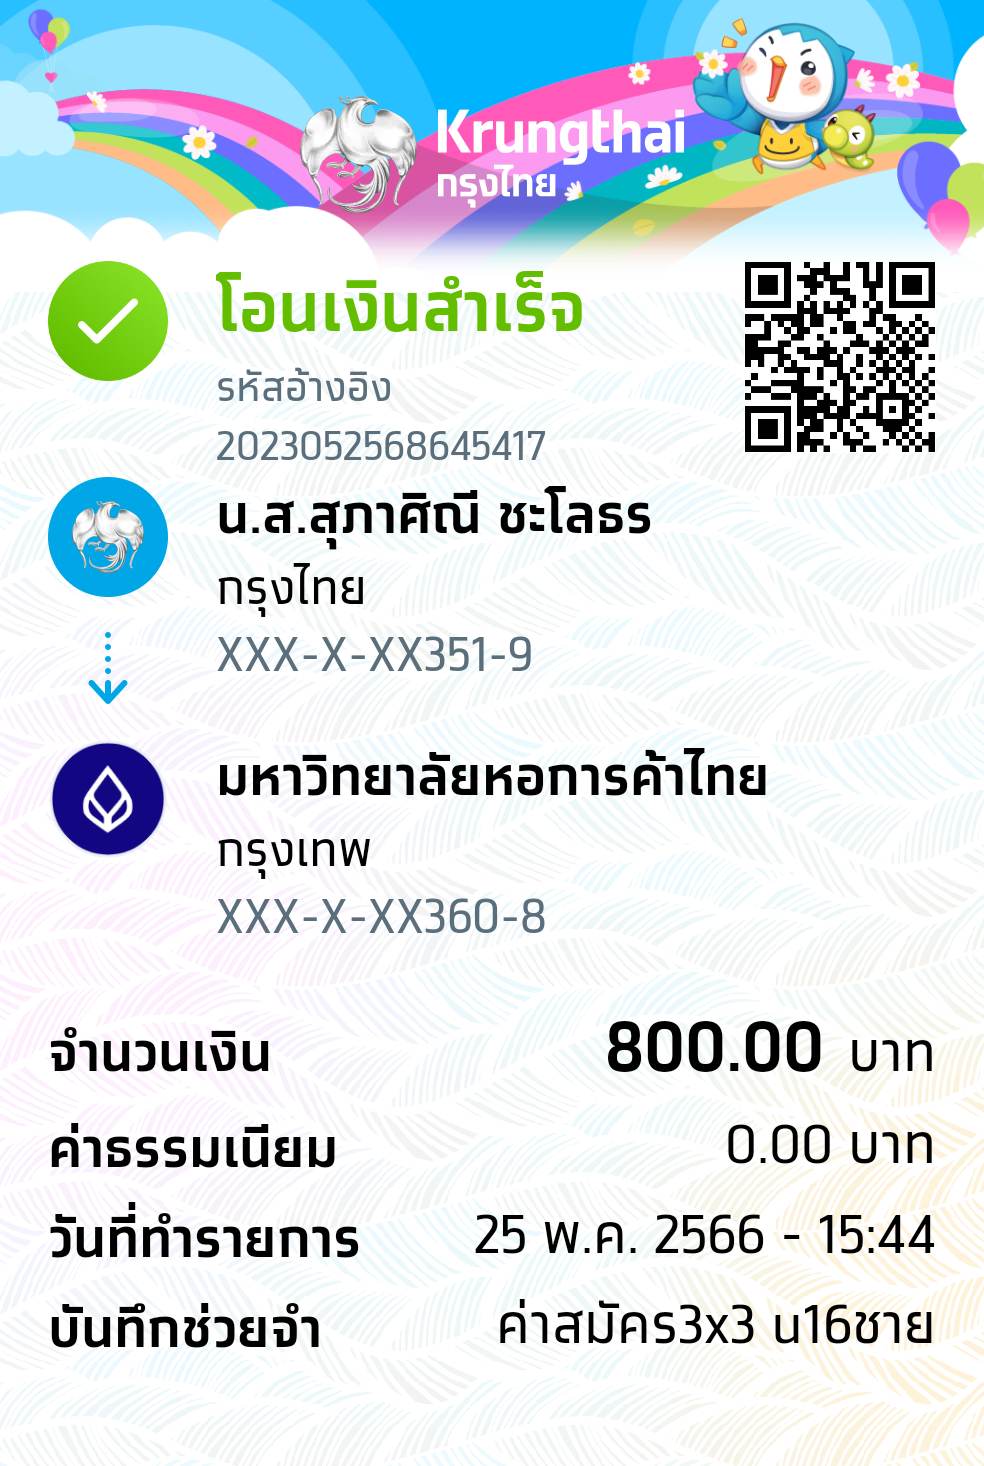 Krungthai
กรุงไทย
โอนเงินสำเร็จ
รหัสอ้างอิง
2023052568645417
น.ส.สุภาศิณี ชะโลธร
กรุงไทย
XXX-X-XX351-9
มหาวิทยาลัยหอการค้าไทย
กรุงเทพ
XXX-X-XX360-8
จำนวนเงิน 800.00 บาท
ค่าธรรมเนียม 0.00 บาท
วันที่ทำรายการ 25 พ.ค. 2566 - 15:44
บันทึกช่วยจำ ค่าสมัคร3x3 u16ชาย